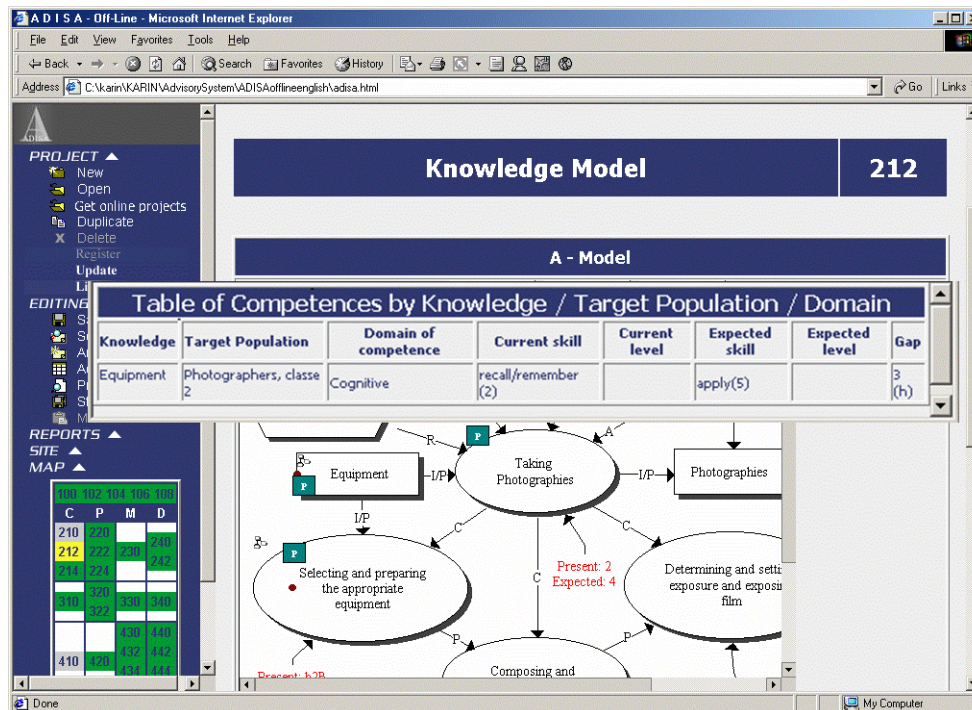 A D I S A - Off-Line - Microsoft Internet Explorer
File Edit View Favorites Tools Help
Back Search Favorites History
Address C:\karin\KARIN\AdvisorySystem\ADISAofflineenglish\adisa.html Go Links
ADISA
PROJECT
New
Open
Get online projects
Duplicate
Delete
Register
Update
EDITING
REPORTS
SITE
MAP
100 102 104 106 108
C P M D
210 220
240
212 222 230
242
214 224
320
310 330 340
322
430 440
432 442
410 420
434 444
Knowledge Model 212
A - Model
Table of Competences by Knowledge / Target Population / Domain
Knowledge Target Population Domain of competence Current skill Current level Expected skill Expected level Gap
Equipment Photographers, classe 2 Cognitive recall/remember (2) apply(5) 3 (h)
R
P
A
Equipment
P
I/P
Taking
Photographies
I/P
Photographies
I/P
C
C
C
P
Selecting and preparing
the appropriate
equipment
Present: 2
Expected: 4
Determining and setti
exposure and exposin
film
P
P
Present: b2B
Composing and
Done My Computer